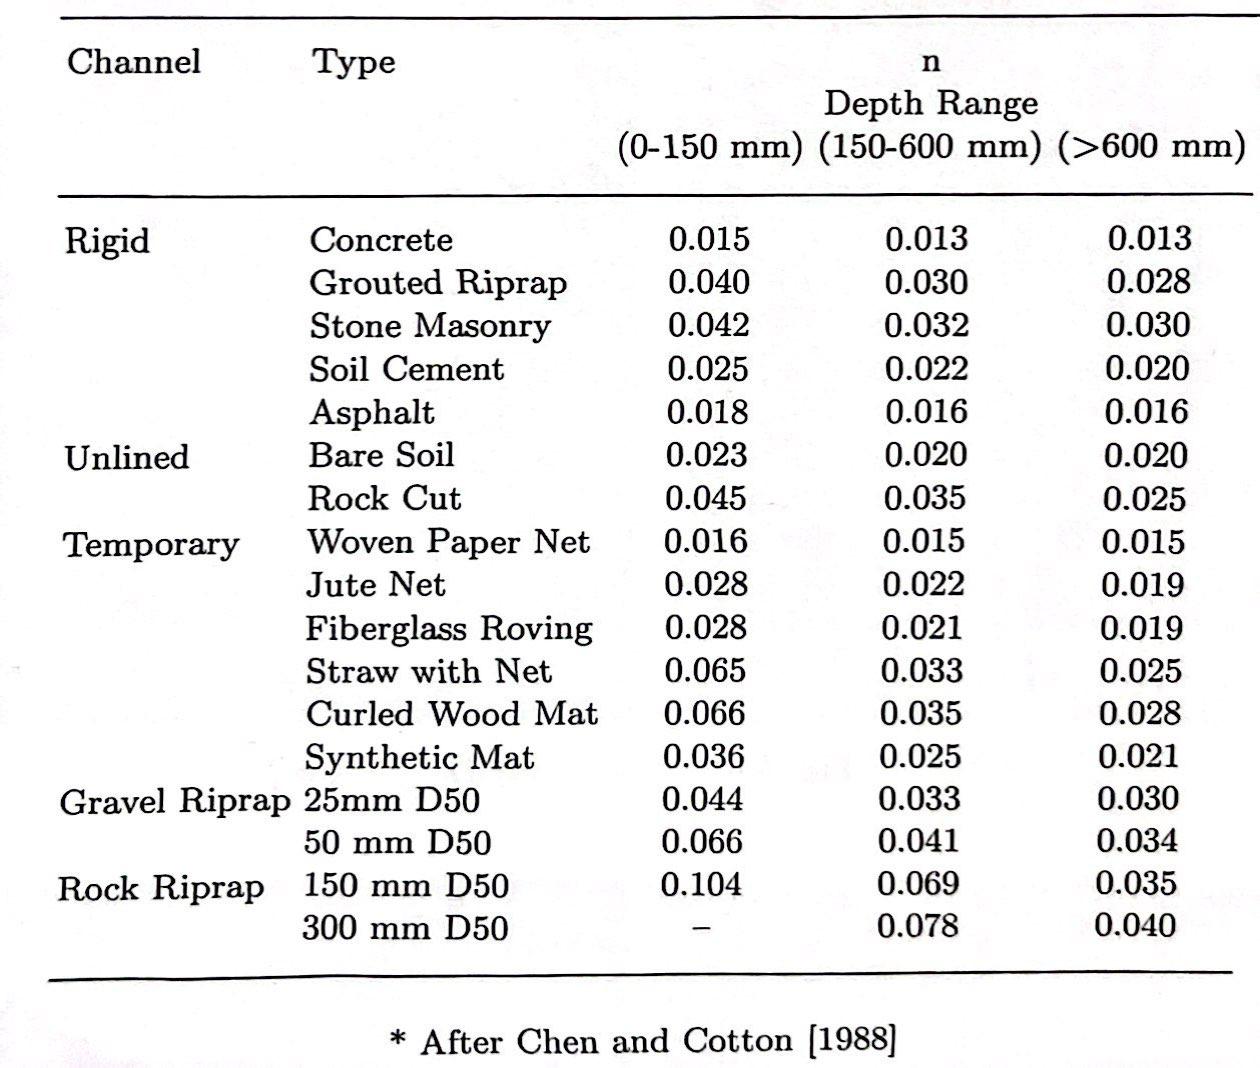 Channel Type n
Depth Range
(0-150 mm) (150-600 mm) (>600 mm)
Rigid Concrete 0.015 0.013 0.013
Grouted Riprap 0.040 0.030 0.028
Stone Masonry 0.042 0.032 0.030
Soil Cement 0.025 0.022 0.020
Asphalt 0.018 0.016 0.016
Unlined Bare Soil 0.023 0.020 0.020
Rock Cut 0.045 0.035 0.025
Temporary Woven Paper Net 0.016 0.015 0.015
Jute Net 0.028 0.022 0.019
Fiberglass Roving 0.028 0.021 0.019
Straw with Net 0.065 0.033 0.025
Curled Wood Mat 0.066 0.035 0.028
Synthetic Mat 0.036 0.025 0.021
Gravel Riprap 25mm D50 0.044 0.033 0.030
50 mm D50 0.066 0.041 0.034
Rock Riprap 150 mm D50 0.104 0.069 0.035
300 mm D50 – 0.078 0.040
* After Chen and Cotton [1988]